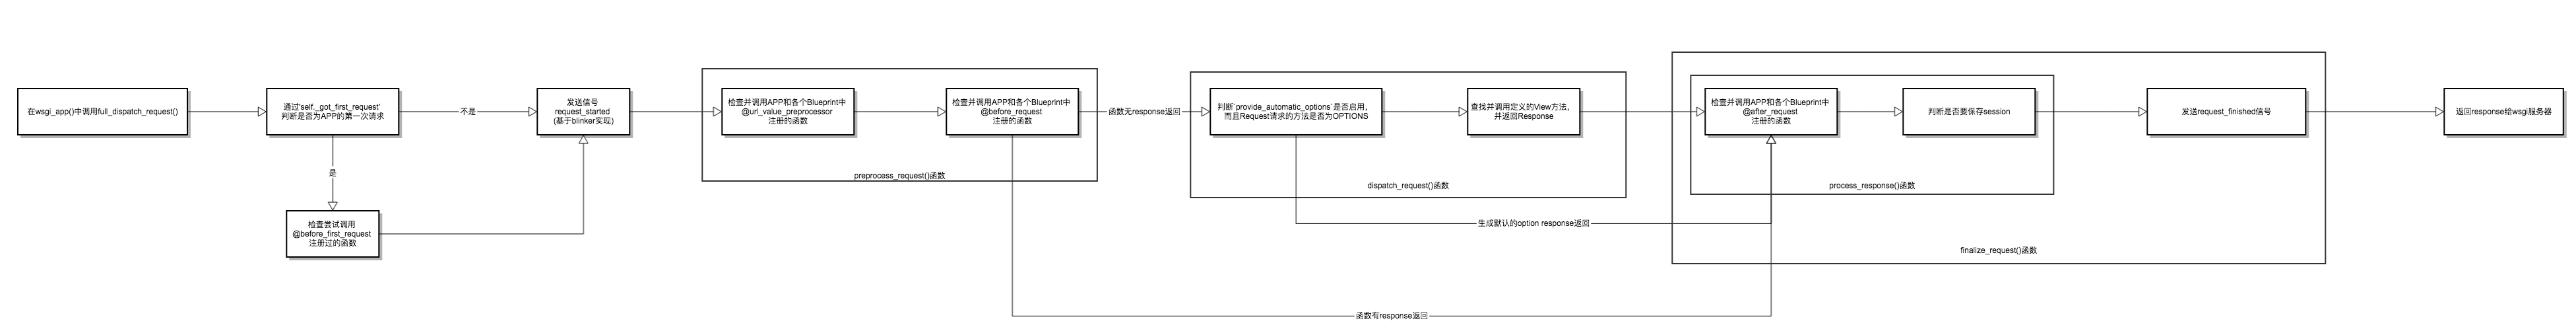 在wsgi_app()中调用full_dispatch_request()
通过'self._got_first_request'
判断是否为APP的第一次请求
不是
是
检查尝试调用
@before_first_request
注册过的函数
发送信号
request_started
(基于blinker实现)
检查并调用APP和各个Blueprint中
@url_value_preprocessor
注册的函数
检查并调用APP和各个Blueprint中
@before_request
注册的函数
preprocess_request()函数
函数无response返回
判断`provide_automatic_options`是否启用,
而且Request请求的方法是否为OPTIONS
查找并调用定义的View方法,
并返回Response
dispatch_request()函数
生成默认的option response返回
函数有response返回
检查并调用APP和各个Blueprint中
@after_request
注册的函数
判断是否要保存session
process_response()函数
发送request_finished信号
finalize_request()函数
返回response给wsgi服务器